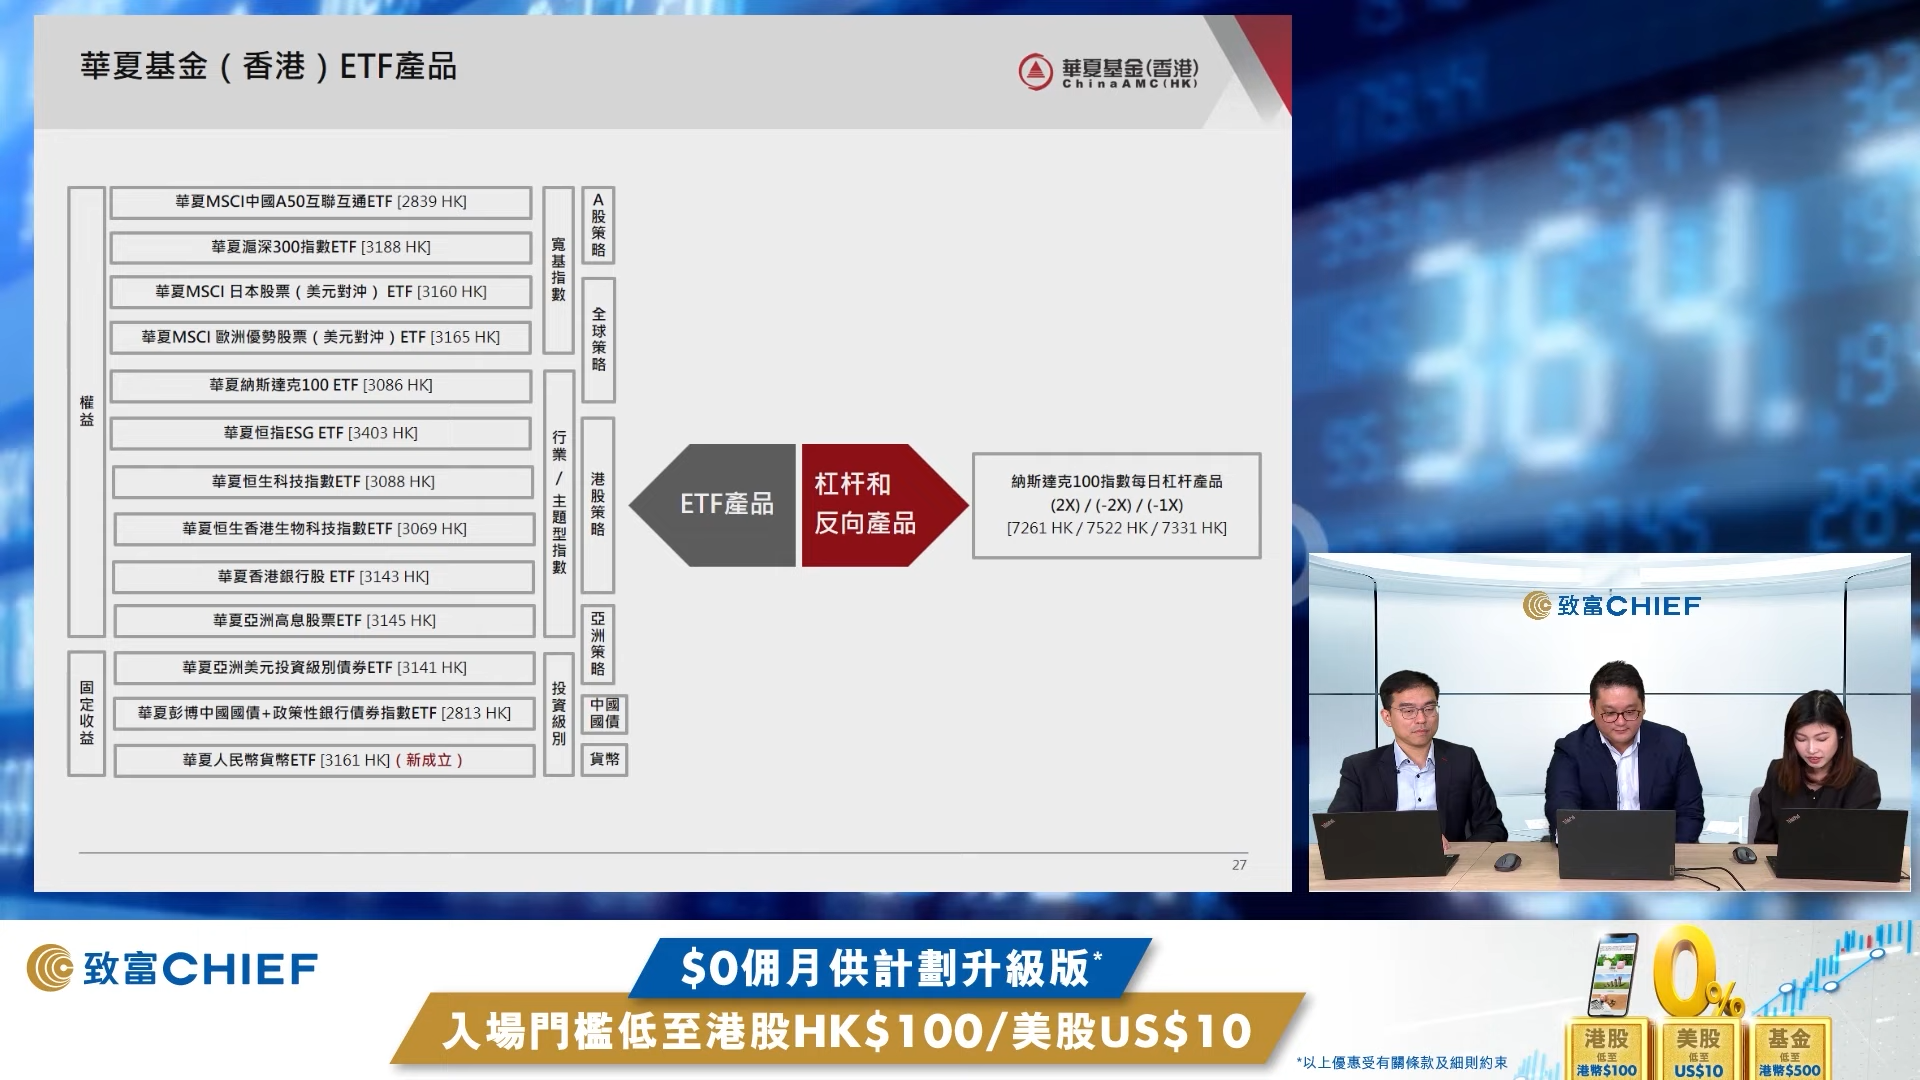 華夏基金（香港）ETF產品
華夏基金(香港)
ChinaAMC(HK)
權益
華夏MSCI中國A50互聯互通ETF [2839 HK]
華夏滬深300指數ETF [3188 HK]
華夏MSCI 日本股票（美元對沖） ETF [3160 HK]
華夏MSCI 歐洲優勢股票（美元對沖）ETF [3165 HK]
華夏納斯達克100 ETF [3086 HK]
華夏恒指ESG ETF [3403 HK]
華夏恒生科技指數ETF [3088 HK]
華夏恒生香港生物科技指數ETF [3069 HK]
華夏香港銀行股 ETF [3143 HK]
華夏亞洲高息股票ETF [3145 HK]
固定收益
華夏亞洲美元投資級別債券ETF [3141 HK]
華夏彭博中國國債+政策性銀行債券指數ETF [2813 HK]
華夏人民幣貨幣ETF [3161 HK]（新成立）
寬基指數
行業/主題型指數
投資級別
A股策略
全球策略
港股策略
亞洲策略
中國
國債
貨幣
ETF產品
杠杆和
反向產品
納斯達克100指數每日杠杆產品
(2X) / (-2X) / (-1X)
[7261 HK / 7522 HK / 7331 HK]
27
364.
致富CHIEF
致富CHIEF
$0佣月供計劃升級版*
入場門檻低至港股HK$100/美股US$10
*以上優惠受有關條款及細則約束
0%
港股
低至
港幣$100
美股
低至
US$10
基金
低至
港幣$500